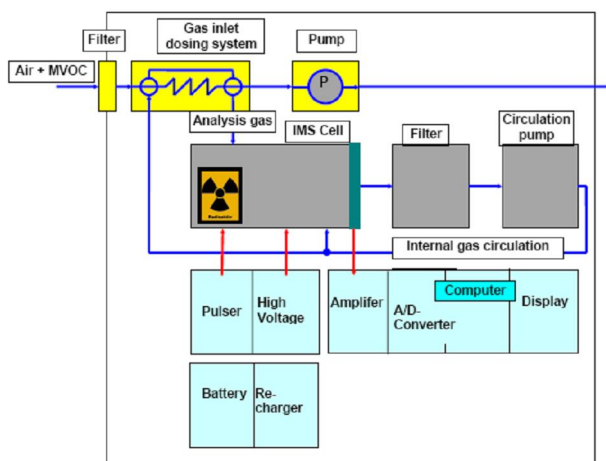 Gas inlet
dosing system
Filter
Pump
Air + MVOC
P
Analysis gas
IMS Cell
Filter
Circulation
pump
Internal gas circulation
Pulser
High
Voltage
Amplifer
A/D-
Converter
Computer
Display
Battery
Re-
charger